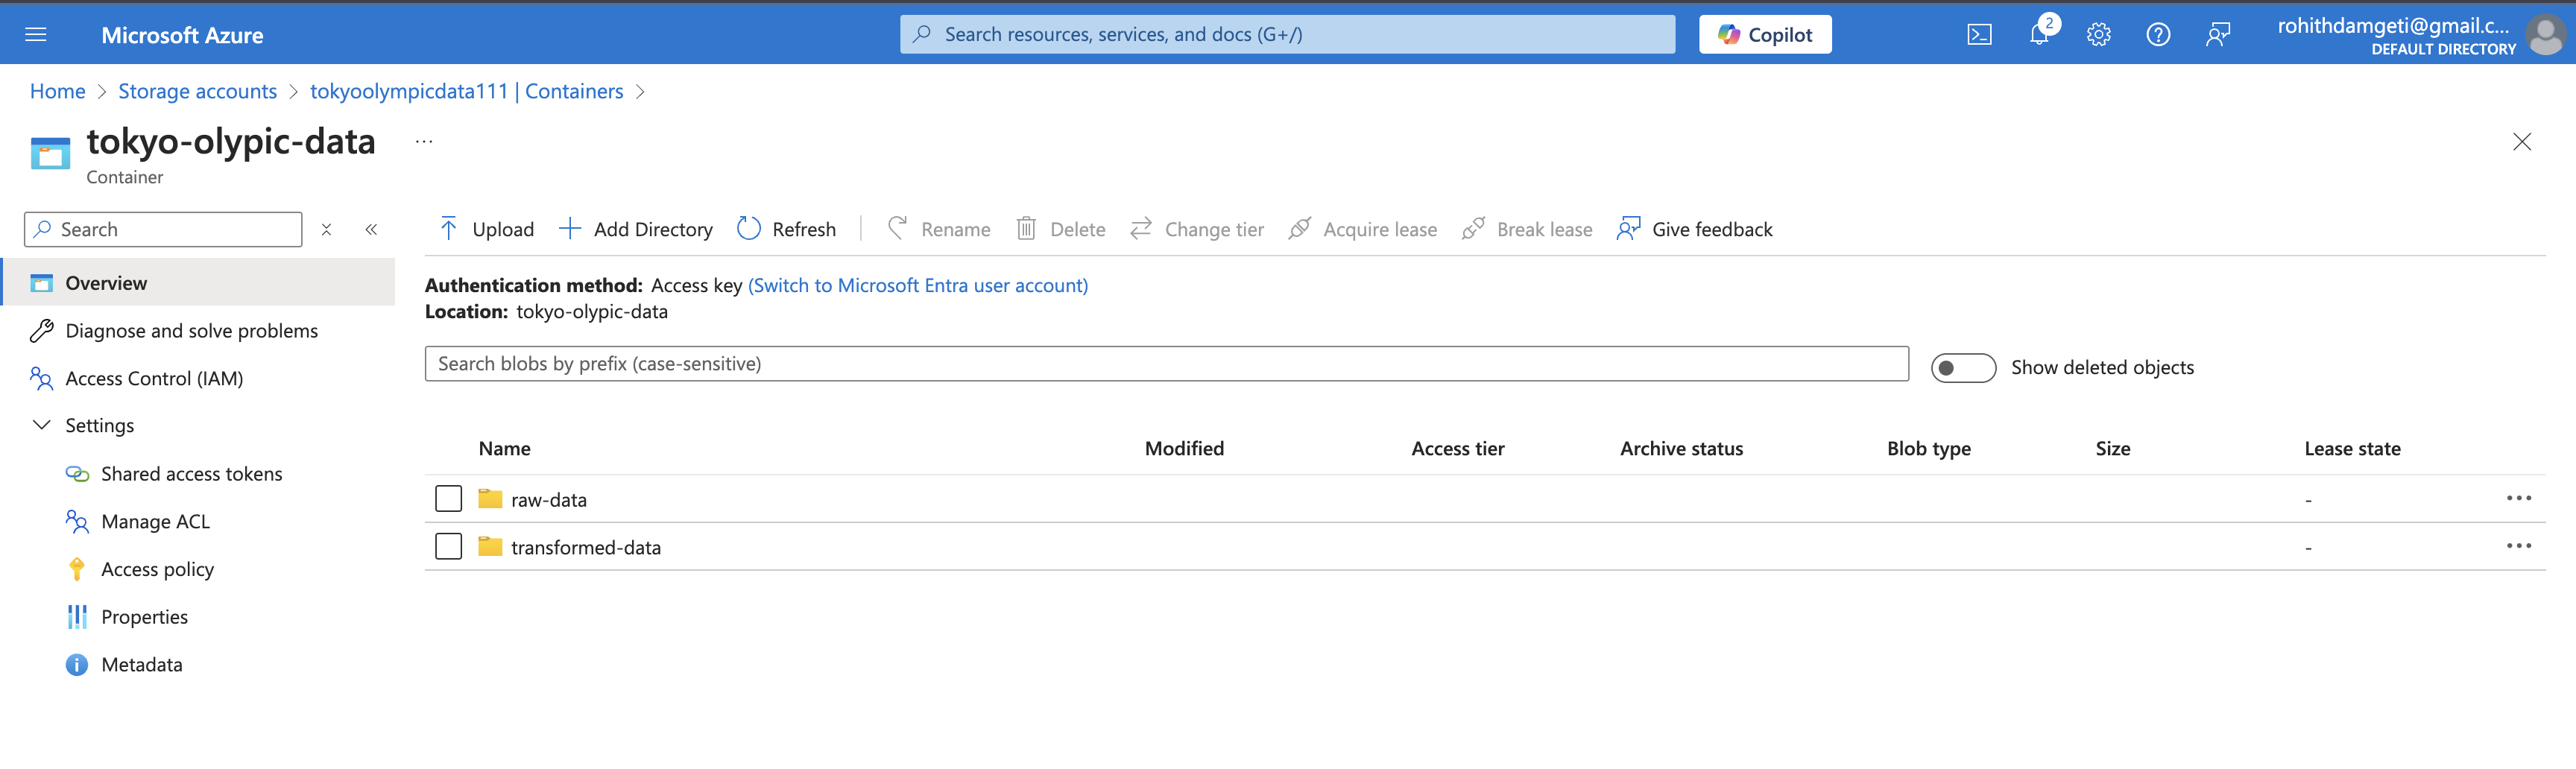 Microsoft Azure
Search resources, services, and docs (G+/)
Copilot
2
rohithdamgeti@gmail.c...
DEFAULT DIRECTORY
Home > Storage accounts > tokyoolympicdata111 | Containers >
tokyo-olypic-data ...
Container
Search
Upload
Add Directory
Refresh
Rename
Delete
Change tier
Acquire lease
Break lease
Give feedback
Overview
Diagnose and solve problems
Access Control (IAM)
Settings
Shared access tokens
Manage ACL
Access policy
Properties
Metadata
Authentication method: Access key (Switch to Microsoft Entra user account)
Location: tokyo-olypic-data
Search blobs by prefix (case-sensitive)
Show deleted objects
Name Modified Access tier Archive status Blob type Size Lease state
raw-data - ...
transformed-data - ...